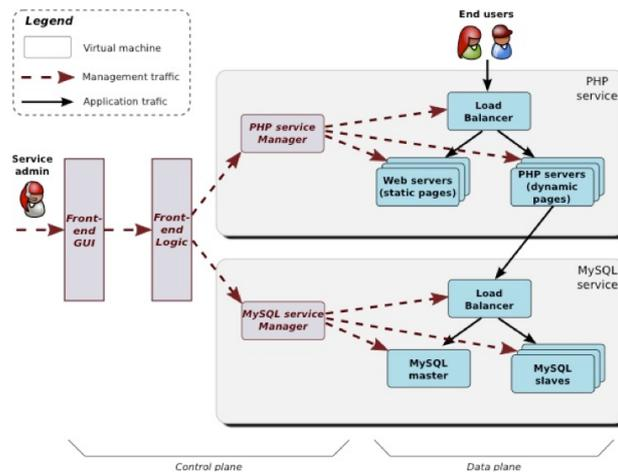 Legend
Virtual machine
Management traffic
Application trafic
End users
PHP
service
Load
Balancer
PHP service
Manager
Web servers
(static pages)
PHP servers
(dynamic
pages)
Service
admin
Front-
end
GUI
Front-
end
Logic
MySQL
service
Load
Balancer
MySQL service
Manager
MySQL
master
MySQL
slaves
Control plane
Data plane